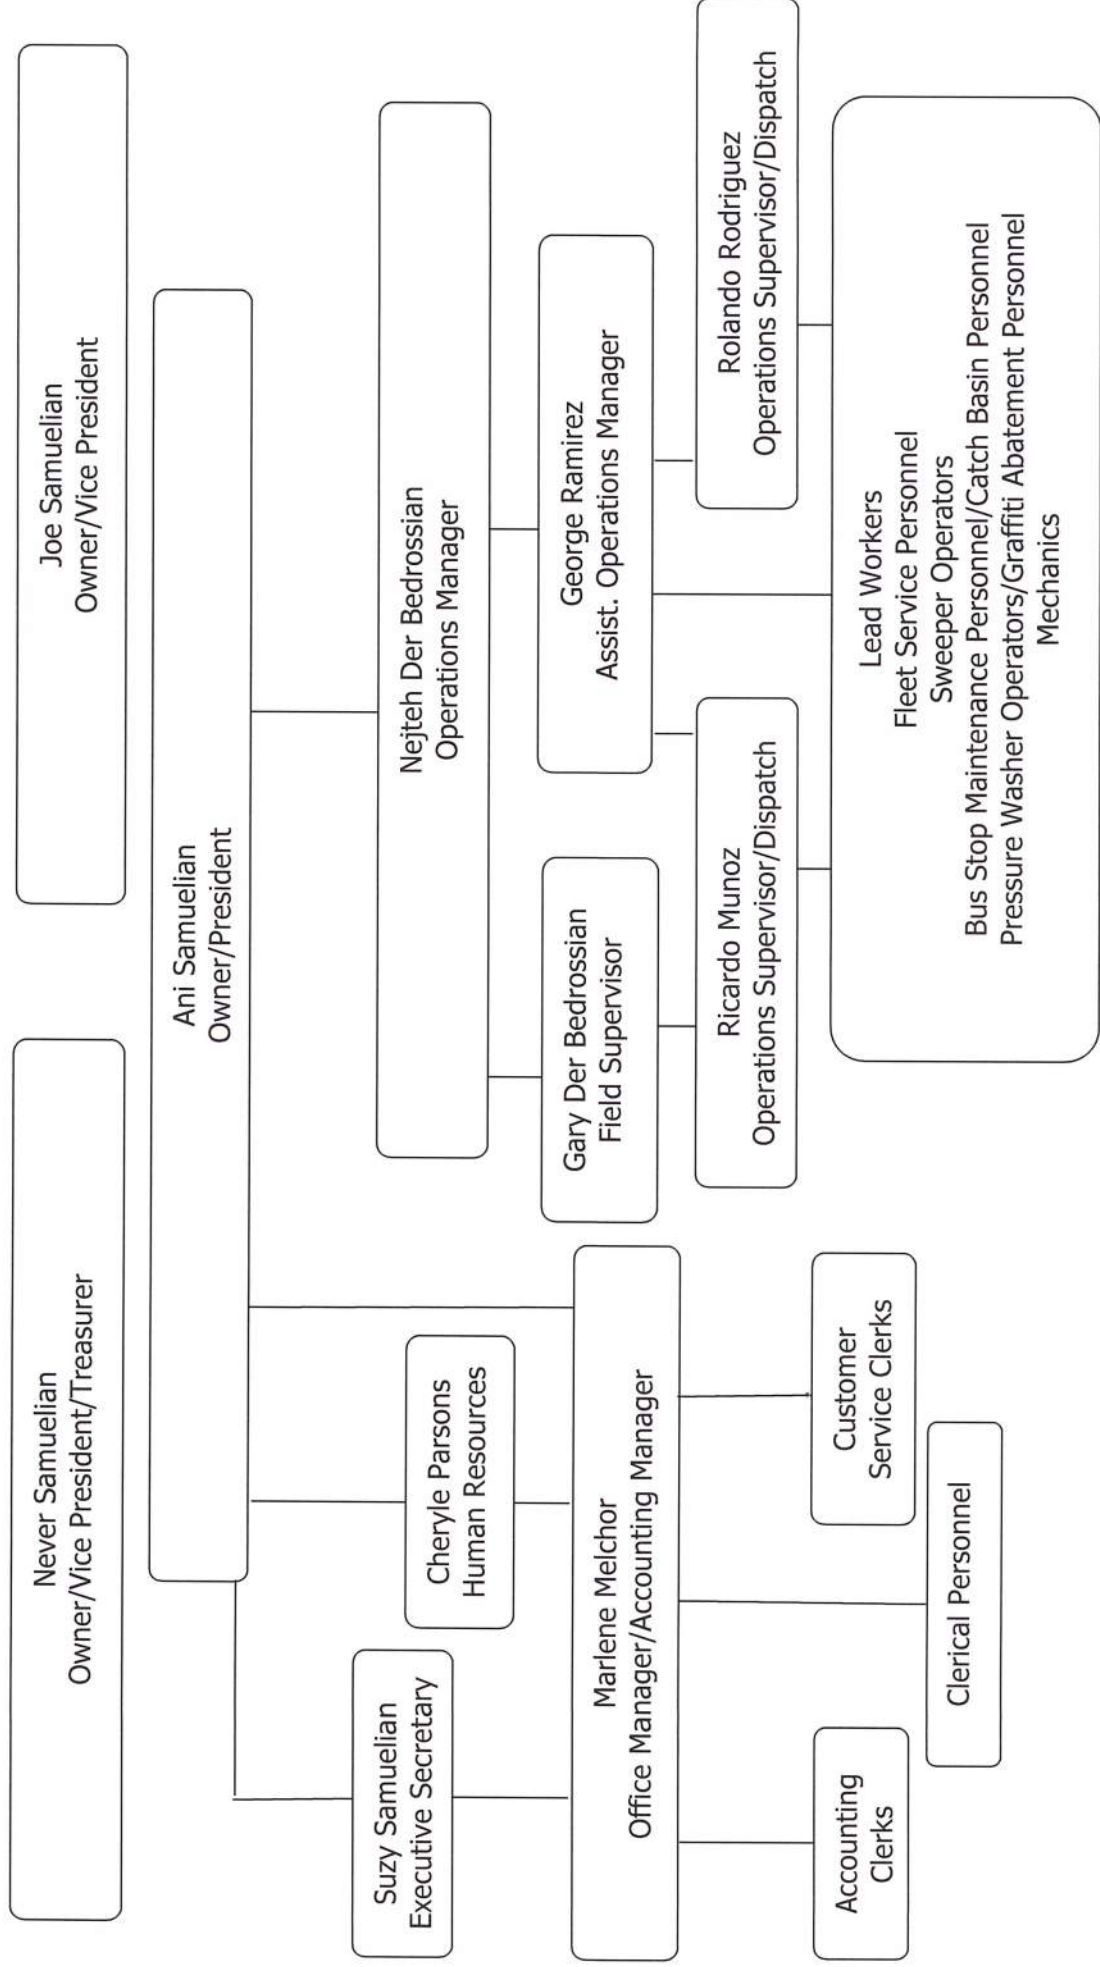 Never Samuelian
Owner/Vice President/Treasurer
Joe Samuelian
Owner/Vice President
Ani Samuelian
Owner/President
Suzy Samuelian
Executive Secretary
Cheryle Parsons
Human Resources
Nejteh Der Bedrossian
Operations Manager
Marlene Melchor
Office Manager/Accounting Manager
Gary Der Bedrossian
Field Supervisor
George Ramirez
Assist. Operations Manager
Ricardo Munoz
Operations Supervisor/Dispatch
Rolando Rodriguez
Operations Supervisor/Dispatch
Accounting
Clerks
Clerical Personnel
Customer
Service Clerks
Lead Workers
Fleet Service Personnel
Sweeper Operators
Bus Stop Maintenance Personnel/Catch Basin Personnel
Pressure Washer Operators/Graffiti Abatement Personnel
Mechanics